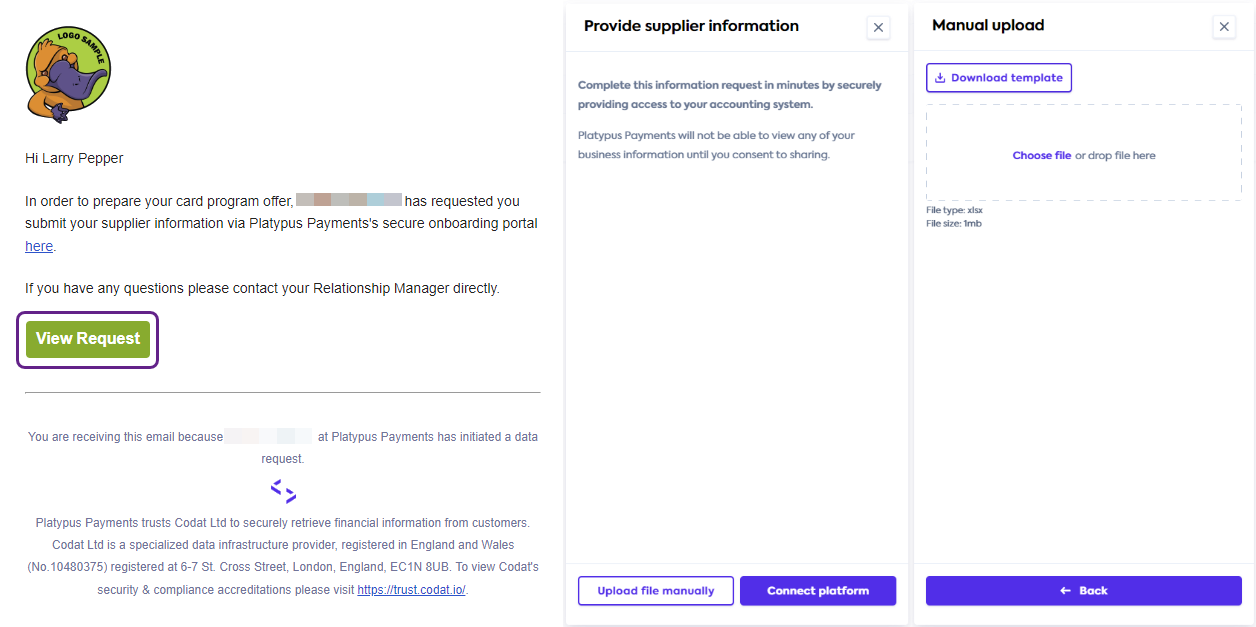 LOGO SAMPLE
Hi Larry Pepper
In order to prepare your card program offer, has requested you
submit your supplier information via Platypus Payments's secure onboarding portal
here.
If you have any questions please contact your Relationship Manager directly.
View Request
You are receiving this email because at Platypus Payments has initiated a data
request.
Platypus Payments trusts Codat Ltd to securely retrieve financial information from customers.
Codat Ltd is a specialized data infrastructure provider, registered in England and Wales
(No.10480375) registered at 6-7 St. Cross Street, London, England, EC1N 8UB. To view Codat's
security & compliance accreditations please visit https://trust.codat.io/.
Provide supplier information
Complete this information request in minutes by securely
providing access to your accounting system.
Platypus Payments will not be able to view any of your
business information until you consent to sharing.
Upload file manually
Connect platform
Manual upload
Download template
Choose file or drop file here
File type: xlsx
File size: 1mb
Back